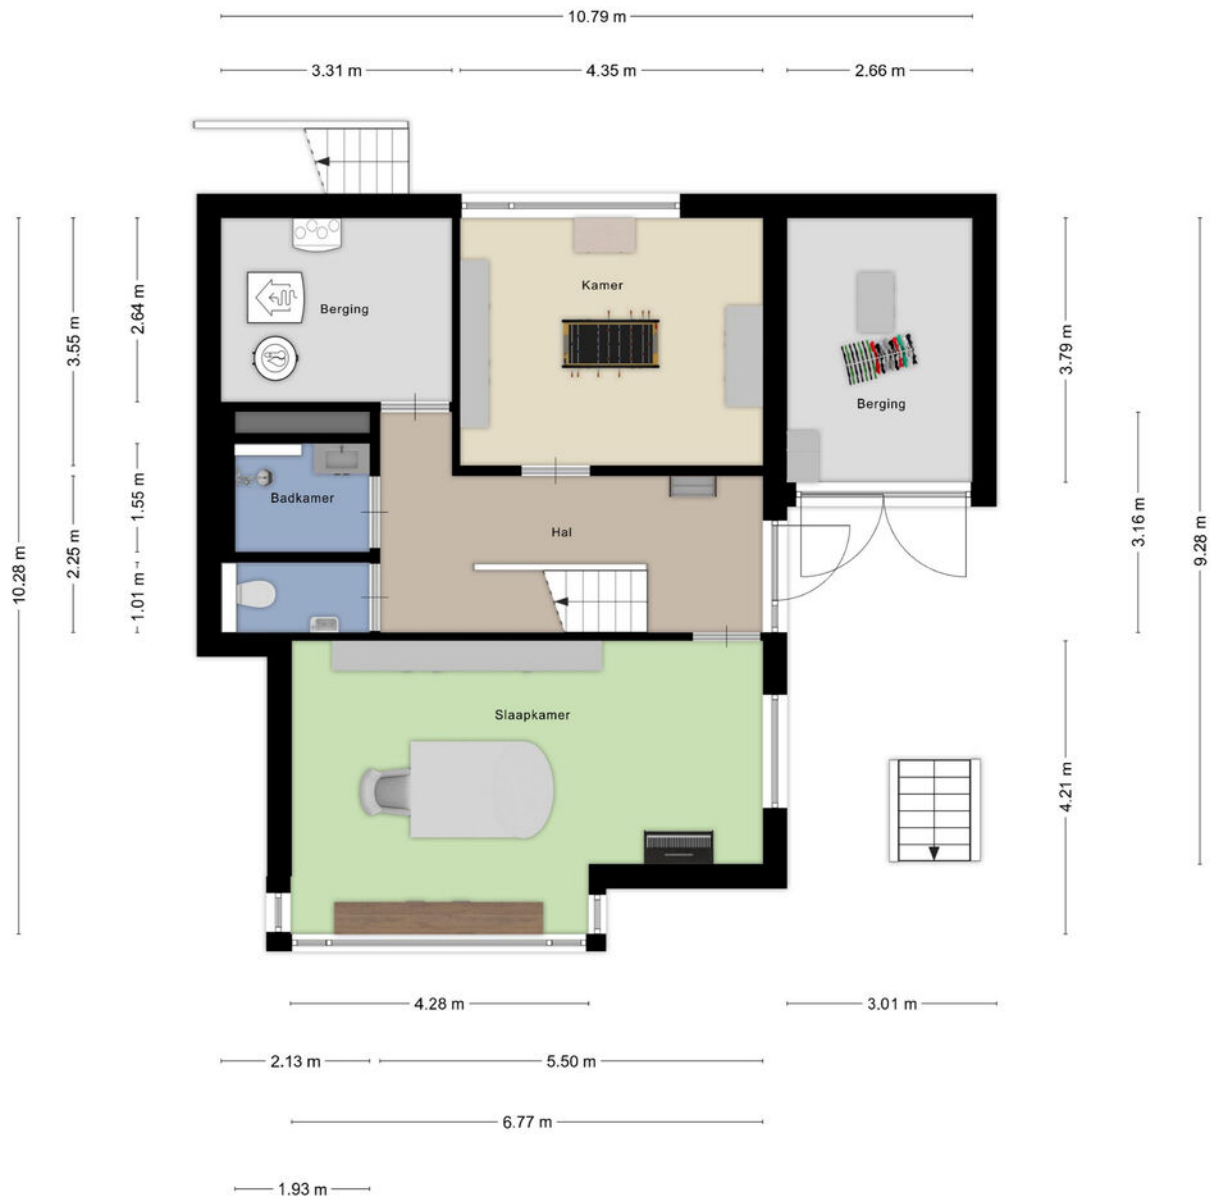 10.79 m
3.31 m
4.35 m
2.66 m
10.28 m
3.55 m
2.25 m
2.64 m
1.55 m
1.01 m
Berging
Kamer
Berging
Badkamer
Hal
Slaapkamer
3.79 m
3.16 m
4.21 m
9.28 m
4.28 m
3.01 m
2.13 m
5.50 m
6.77 m
1.93 m